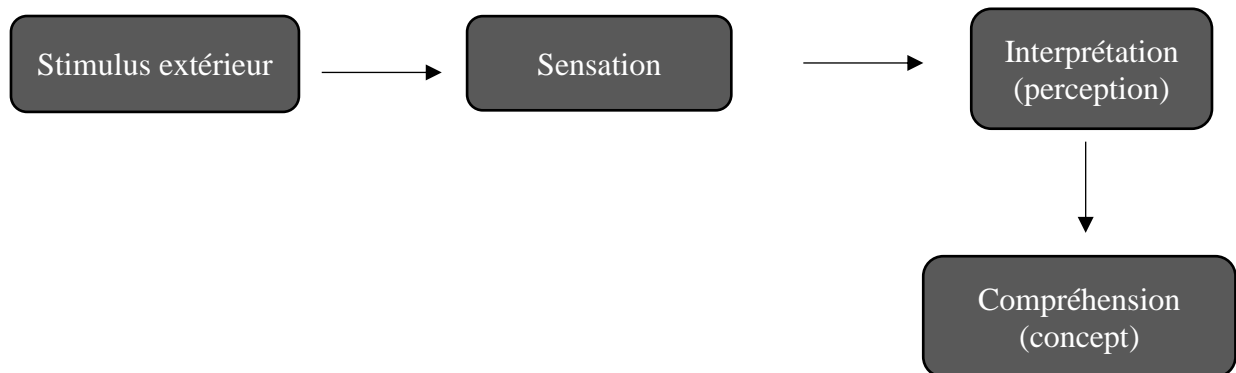 Stimulus extérieur
Sensation
Interprétation
(perception)
Compréhension
(concept)